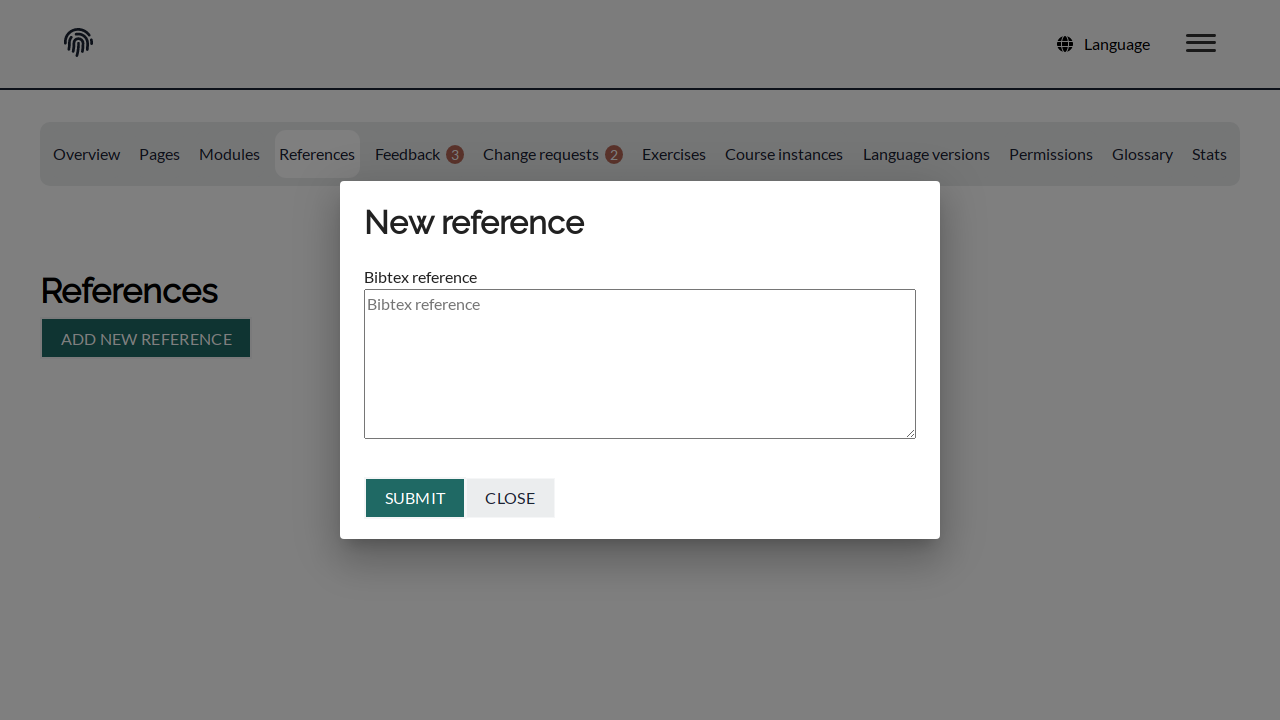 Language
Overview Pages Modules References Feedback 3 Change requests 2 Exercises Course instances Language versions Permissions Glossary Stats
New reference
Bibtex reference
Bibtex reference
References
ADD NEW REFERENCE
SUBMIT CLOSE